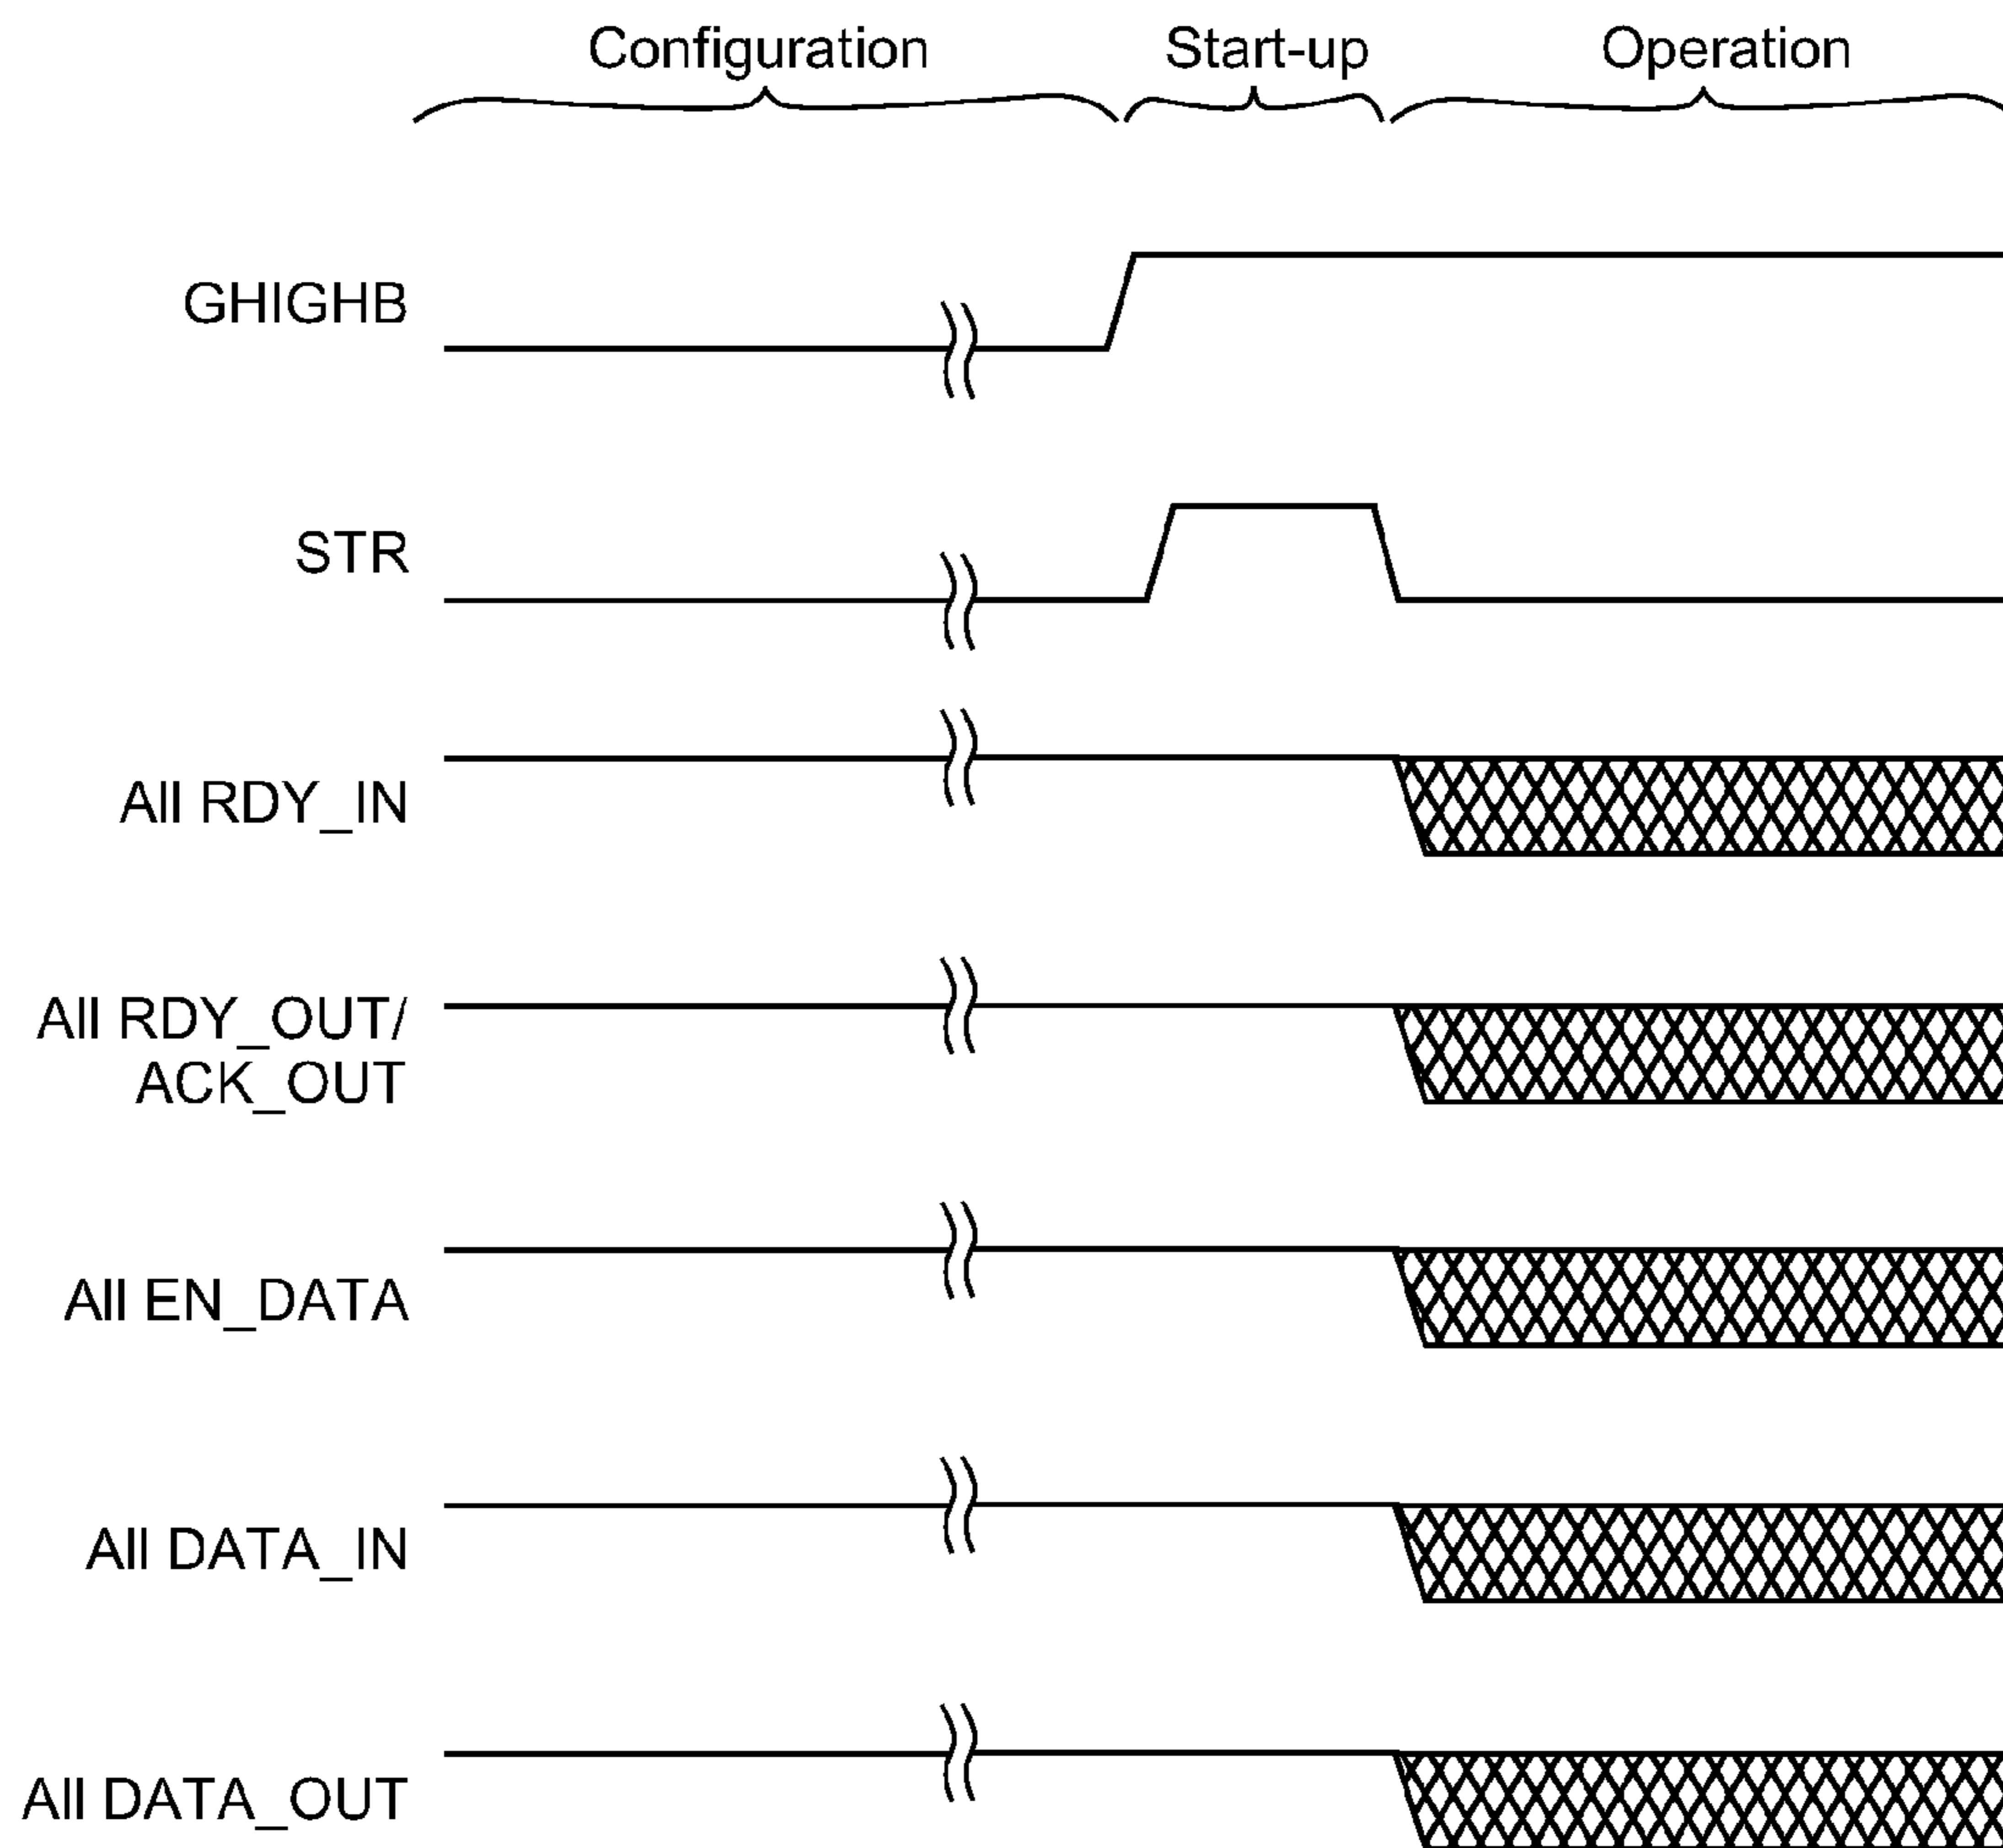 Configuration Start-up Operation
GHIGHB
STR
All RDY_IN
All RDY_OUT/
ACK_OUT
All EN_DATA
All DATA_IN
All DATA_OUT